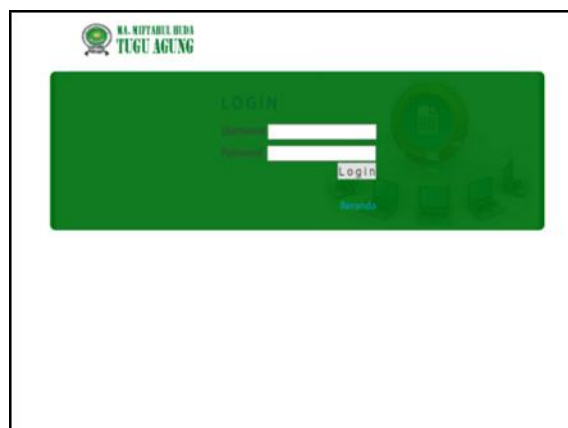 MA. MIFTAHUL HUDA
TUGU AGUNG
LOGIN
Username
Password
Login
Beranda